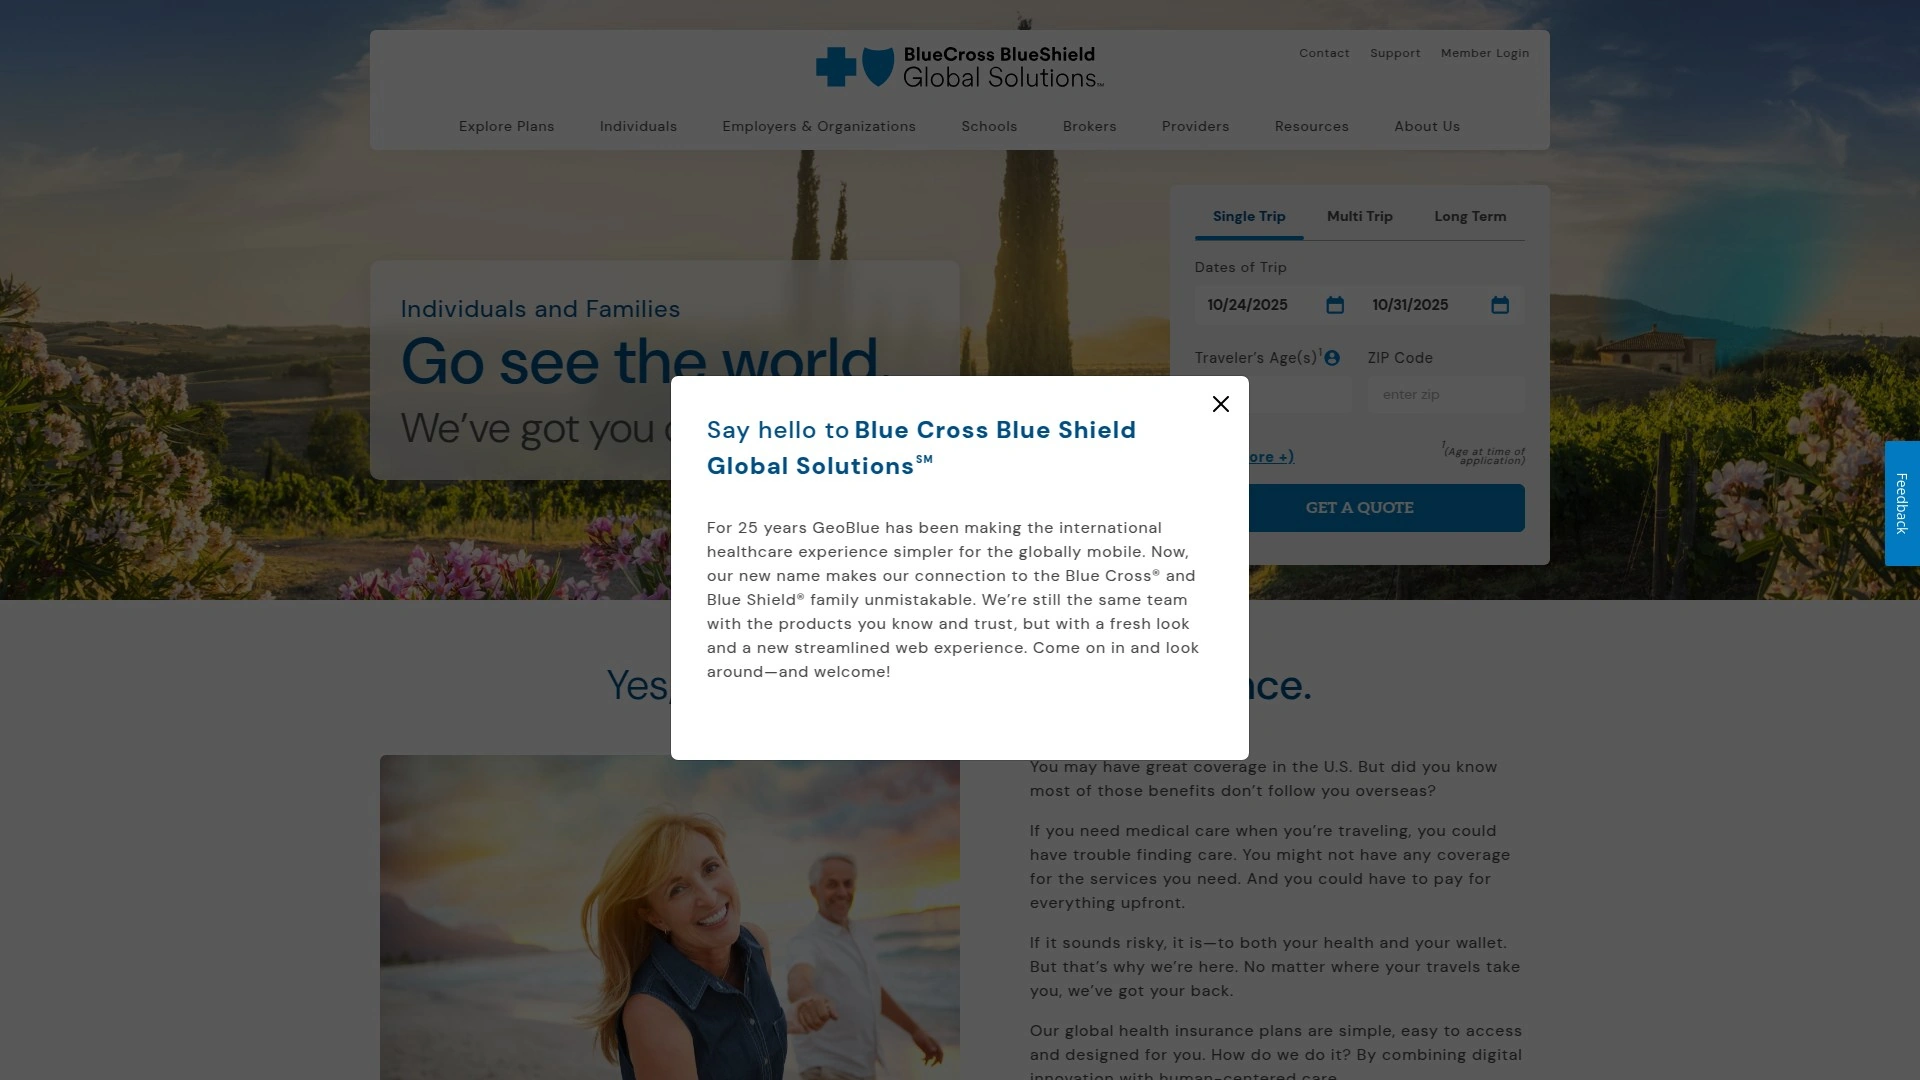 BlueCross BlueShield
Global Solutions℠
Contact Support Member Login
Explore Plans Individuals Employers & Organizations Schools Brokers Providers Resources About Us
Single Trip Multi Trip Long Term
Dates of Trip
10/24/2025 10/31/2025
Traveler's Age(s)¹ ZIP Code
enter zip
ore +)
¹(Age at time of
application)
GET A QUOTE
Individuals and Families
Go see the world.
We've got you
Say hello to Blue Cross Blue Shield
Global Solutions℠
For 25 years GeoBlue has been making the international
healthcare experience simpler for the globally mobile. Now,
our new name makes our connection to the Blue Cross® and
Blue Shield® family unmistakable. We're still the same team
with the products you know and trust, but with a fresh look
and a new streamlined web experience. Come on in and look
around—and welcome!
Feedback
Yes, nce.
You may have great coverage in the U.S. But did you know
most of those benefits don't follow you overseas?
If you need medical care when you're traveling, you could
have trouble finding care. You might not have any coverage
for the services you need. And you could have to pay for
everything upfront.
If it sounds risky, it is—to both your health and your wallet.
But that's why we're here. No matter where your travels take
you, we've got your back.
Our global health insurance plans are simple, easy to access
and designed for you. How do we do it? By combining digital
innovation with human-centered care.